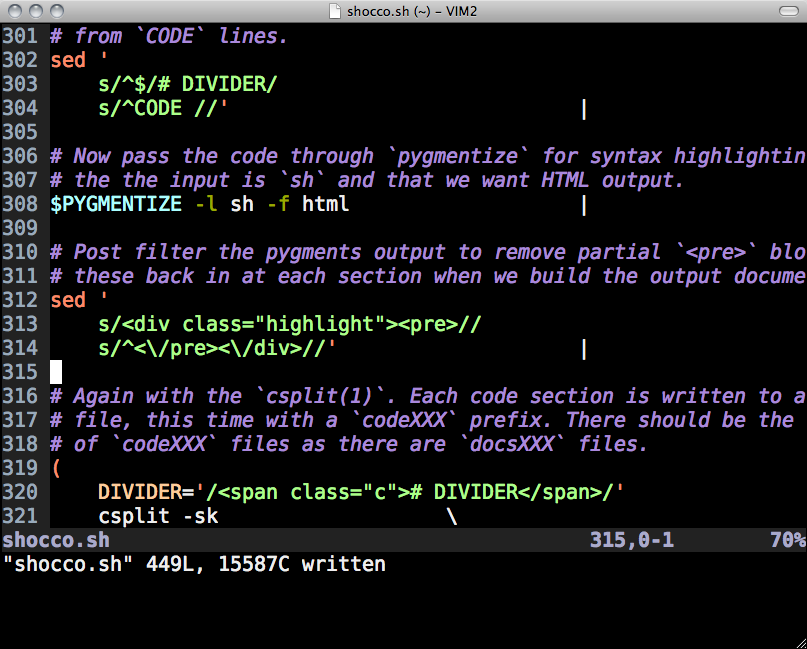 shocco.sh (~) - VIM2
301 # from `CODE` lines.
302 sed '
303     s/^$/# DIVIDER/
304     s/^CODE //'                              |
305
306 # Now pass the code through `pygmentize` for syntax highlightin
307 # the the input is `sh` and that we want HTML output.
308 $PYGMENTIZE -l sh -f html                    |
309
310 # Post filter the pygments output to remove partial `<pre>` blo
311 # these back in at each section when we build the output docume
312 sed '
313     s/<div class="highlight"><pre>//
314     s/^<\/pre><\/div>//'                     |
315
316 # Again with the `csplit(1)`. Each code section is written to a
317 # file, this time with a `codeXXX` prefix. There should be the
318 # of `codeXXX` files as there are `docsXXX` files.
319 (
320     DIVIDER='/<span class="c"># DIVIDER</span>/'
321     csplit -sk                   \
shocco.sh                                        315,0-1        70%
"shocco.sh" 449L, 15587C written